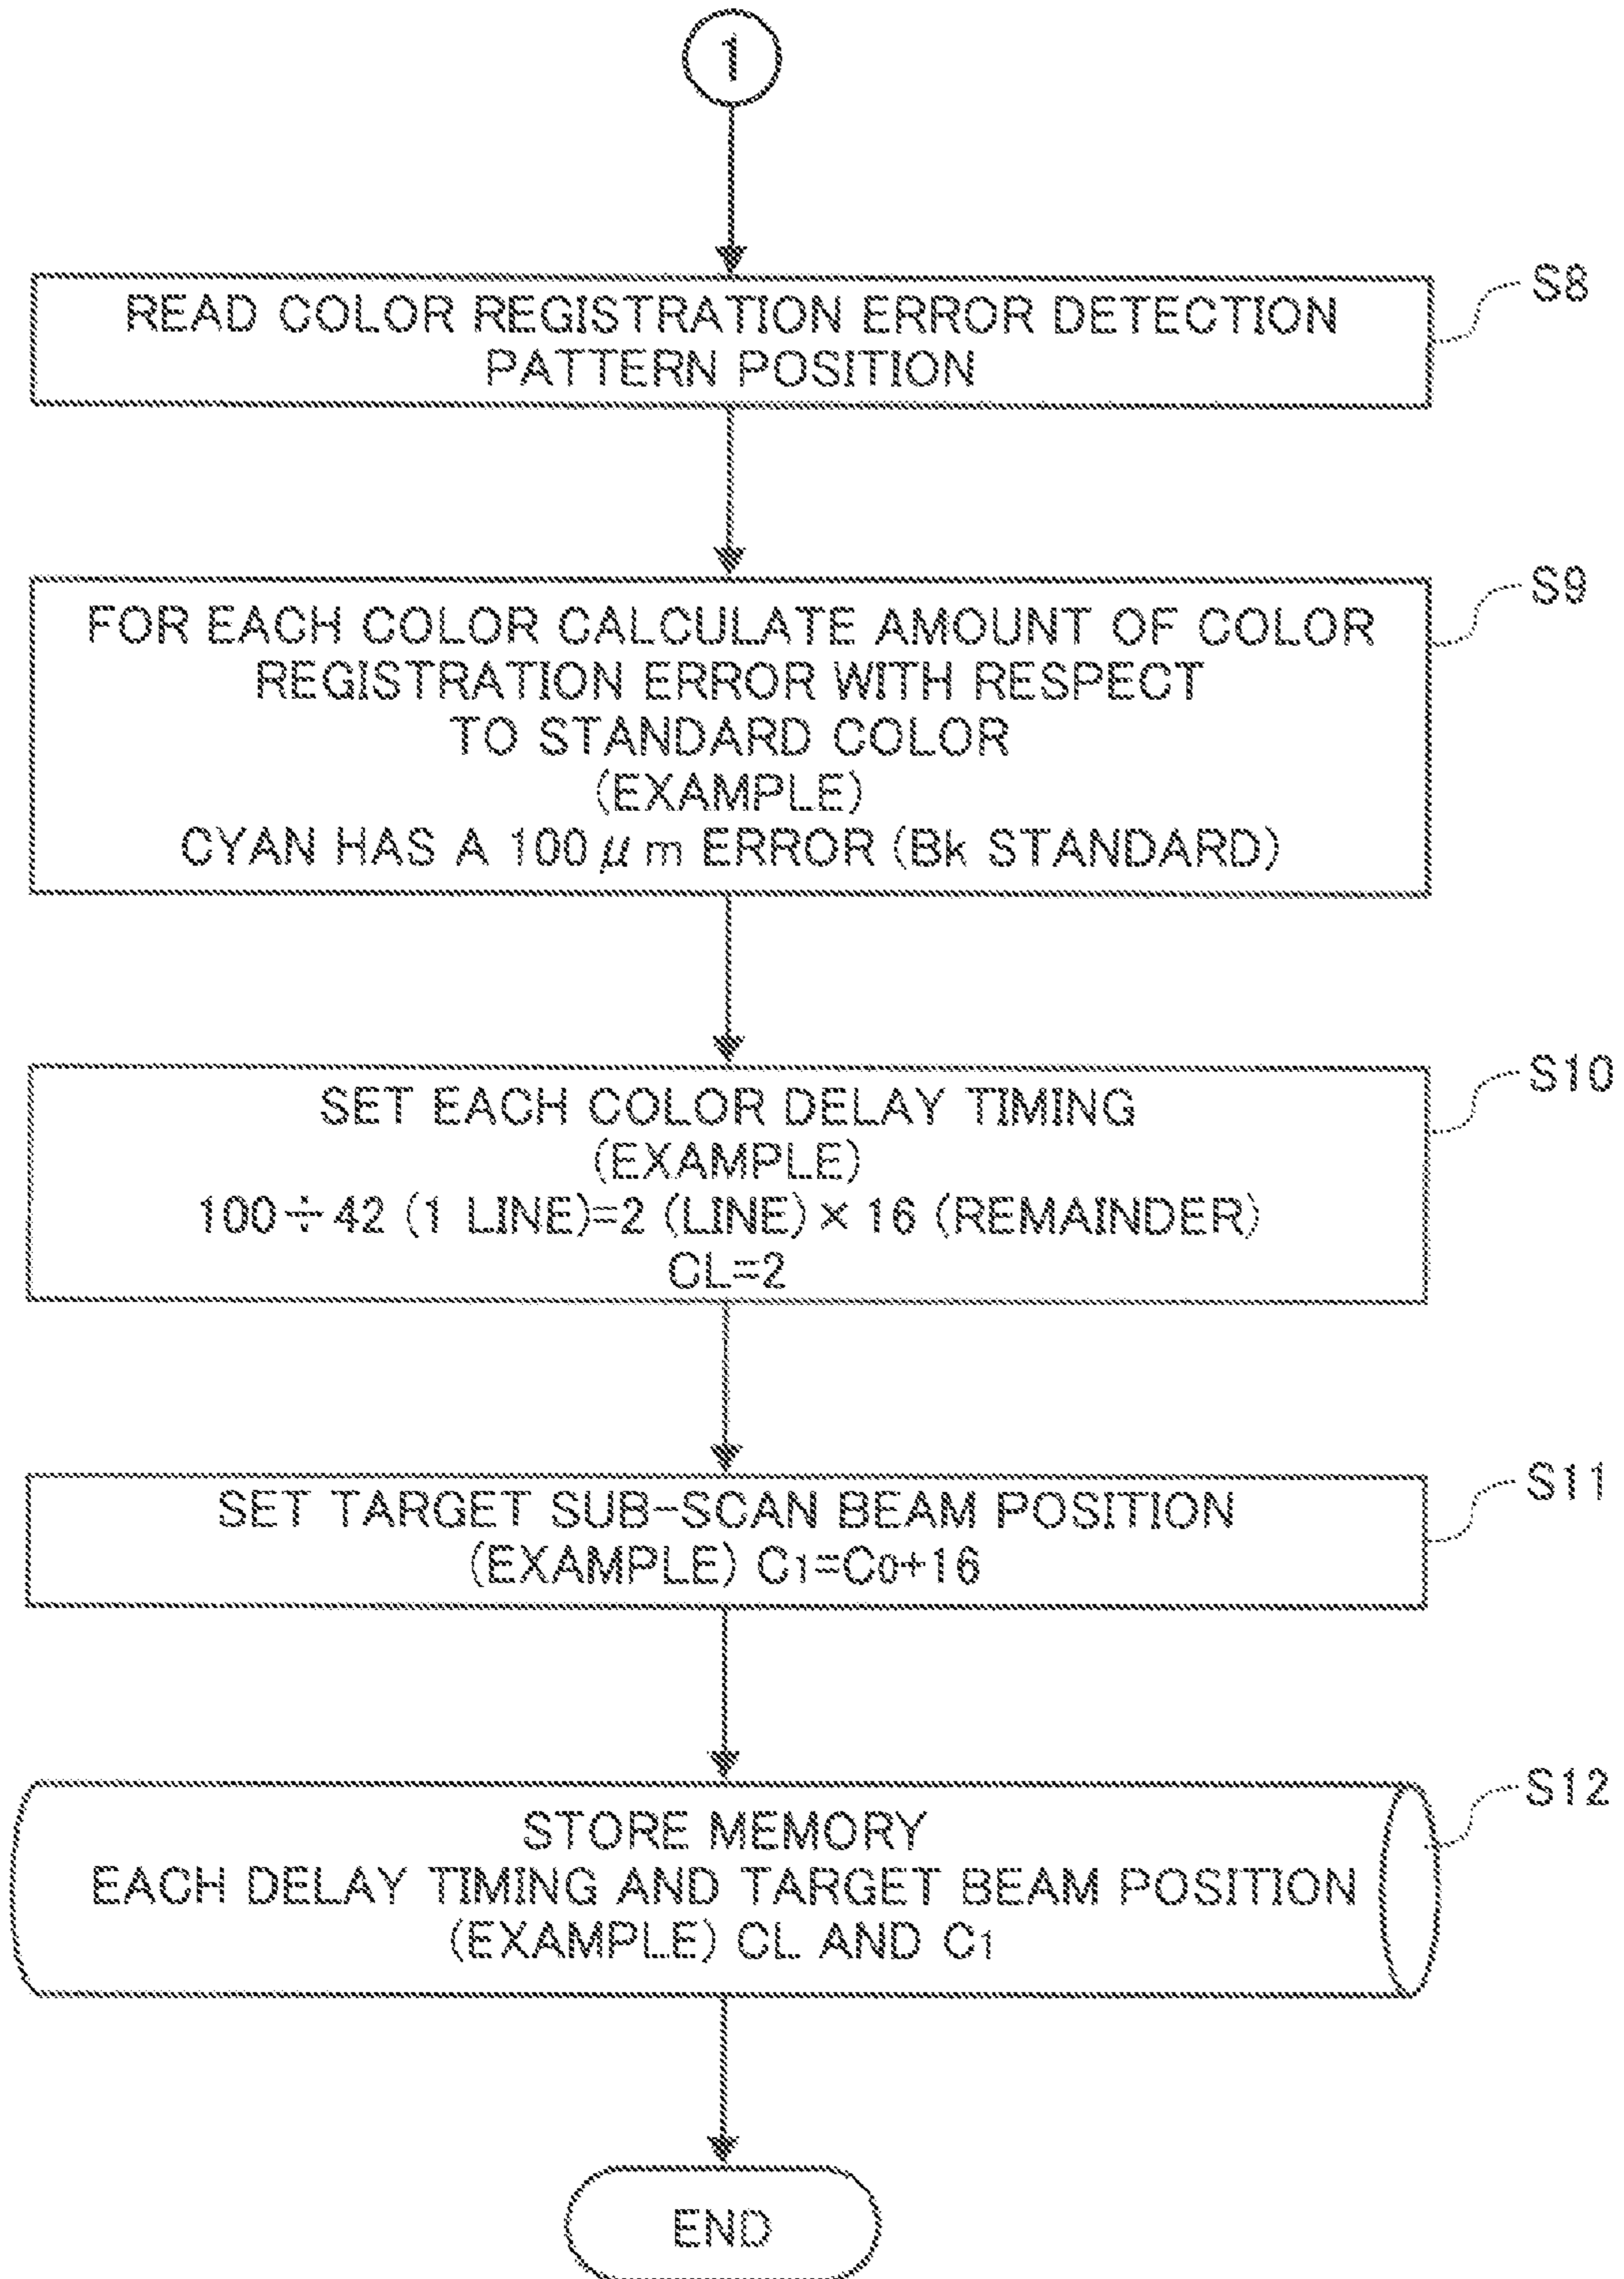 1
S8
READ COLOR REGISTRATION ERROR DETECTION
PATTERN POSITION
S9
FOR EACH COLOR CALCULATE AMOUNT OF COLOR
REGISTRATION ERROR WITH RESPECT
TO STANDARD COLOR
(EXAMPLE)
CYAN HAS A 100 μm ERROR (Bk STANDARD)
S10
SET EACH COLOR DELAY TIMING
(EXAMPLE)
100÷42 (1 LINE)=2 (LINE) × 16 (REMAINDER)
CL=2
S11
SET TARGET SUB-SCAN BEAM POSITION
(EXAMPLE) C1=C0+16
S12
STORE MEMORY
EACH DELAY TIMING AND TARGET BEAM POSITION
(EXAMPLE) CL AND C1
END